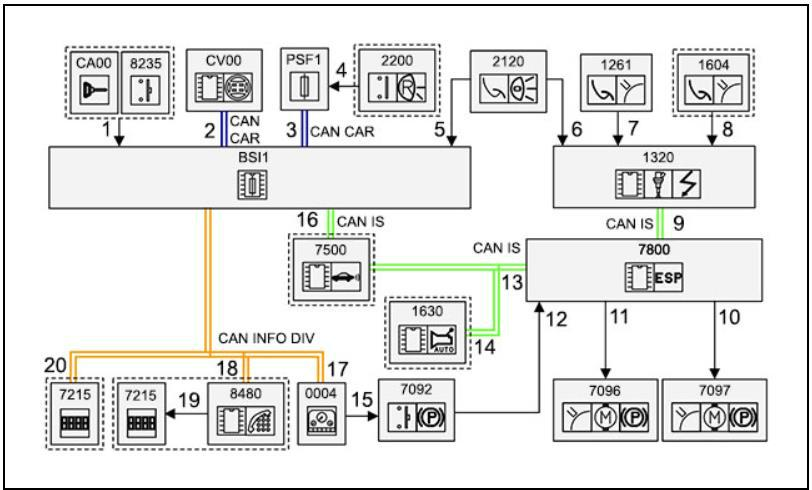 CA00 8235 CV00 PSF1 2200 2120 1261 1604
4
R
1 2 CAN CAR 3 CAN CAR 5 6 7 8
BSI1 1320
16 CAN IS CAN IS 9
7500 CAN IS 7800
ESP
13
1630 12 11 10
AUTO 14
CAN INFO DIV
20 18 17
7215 7215 19 8480 0004 15 7092 7096 7097
P M P M P